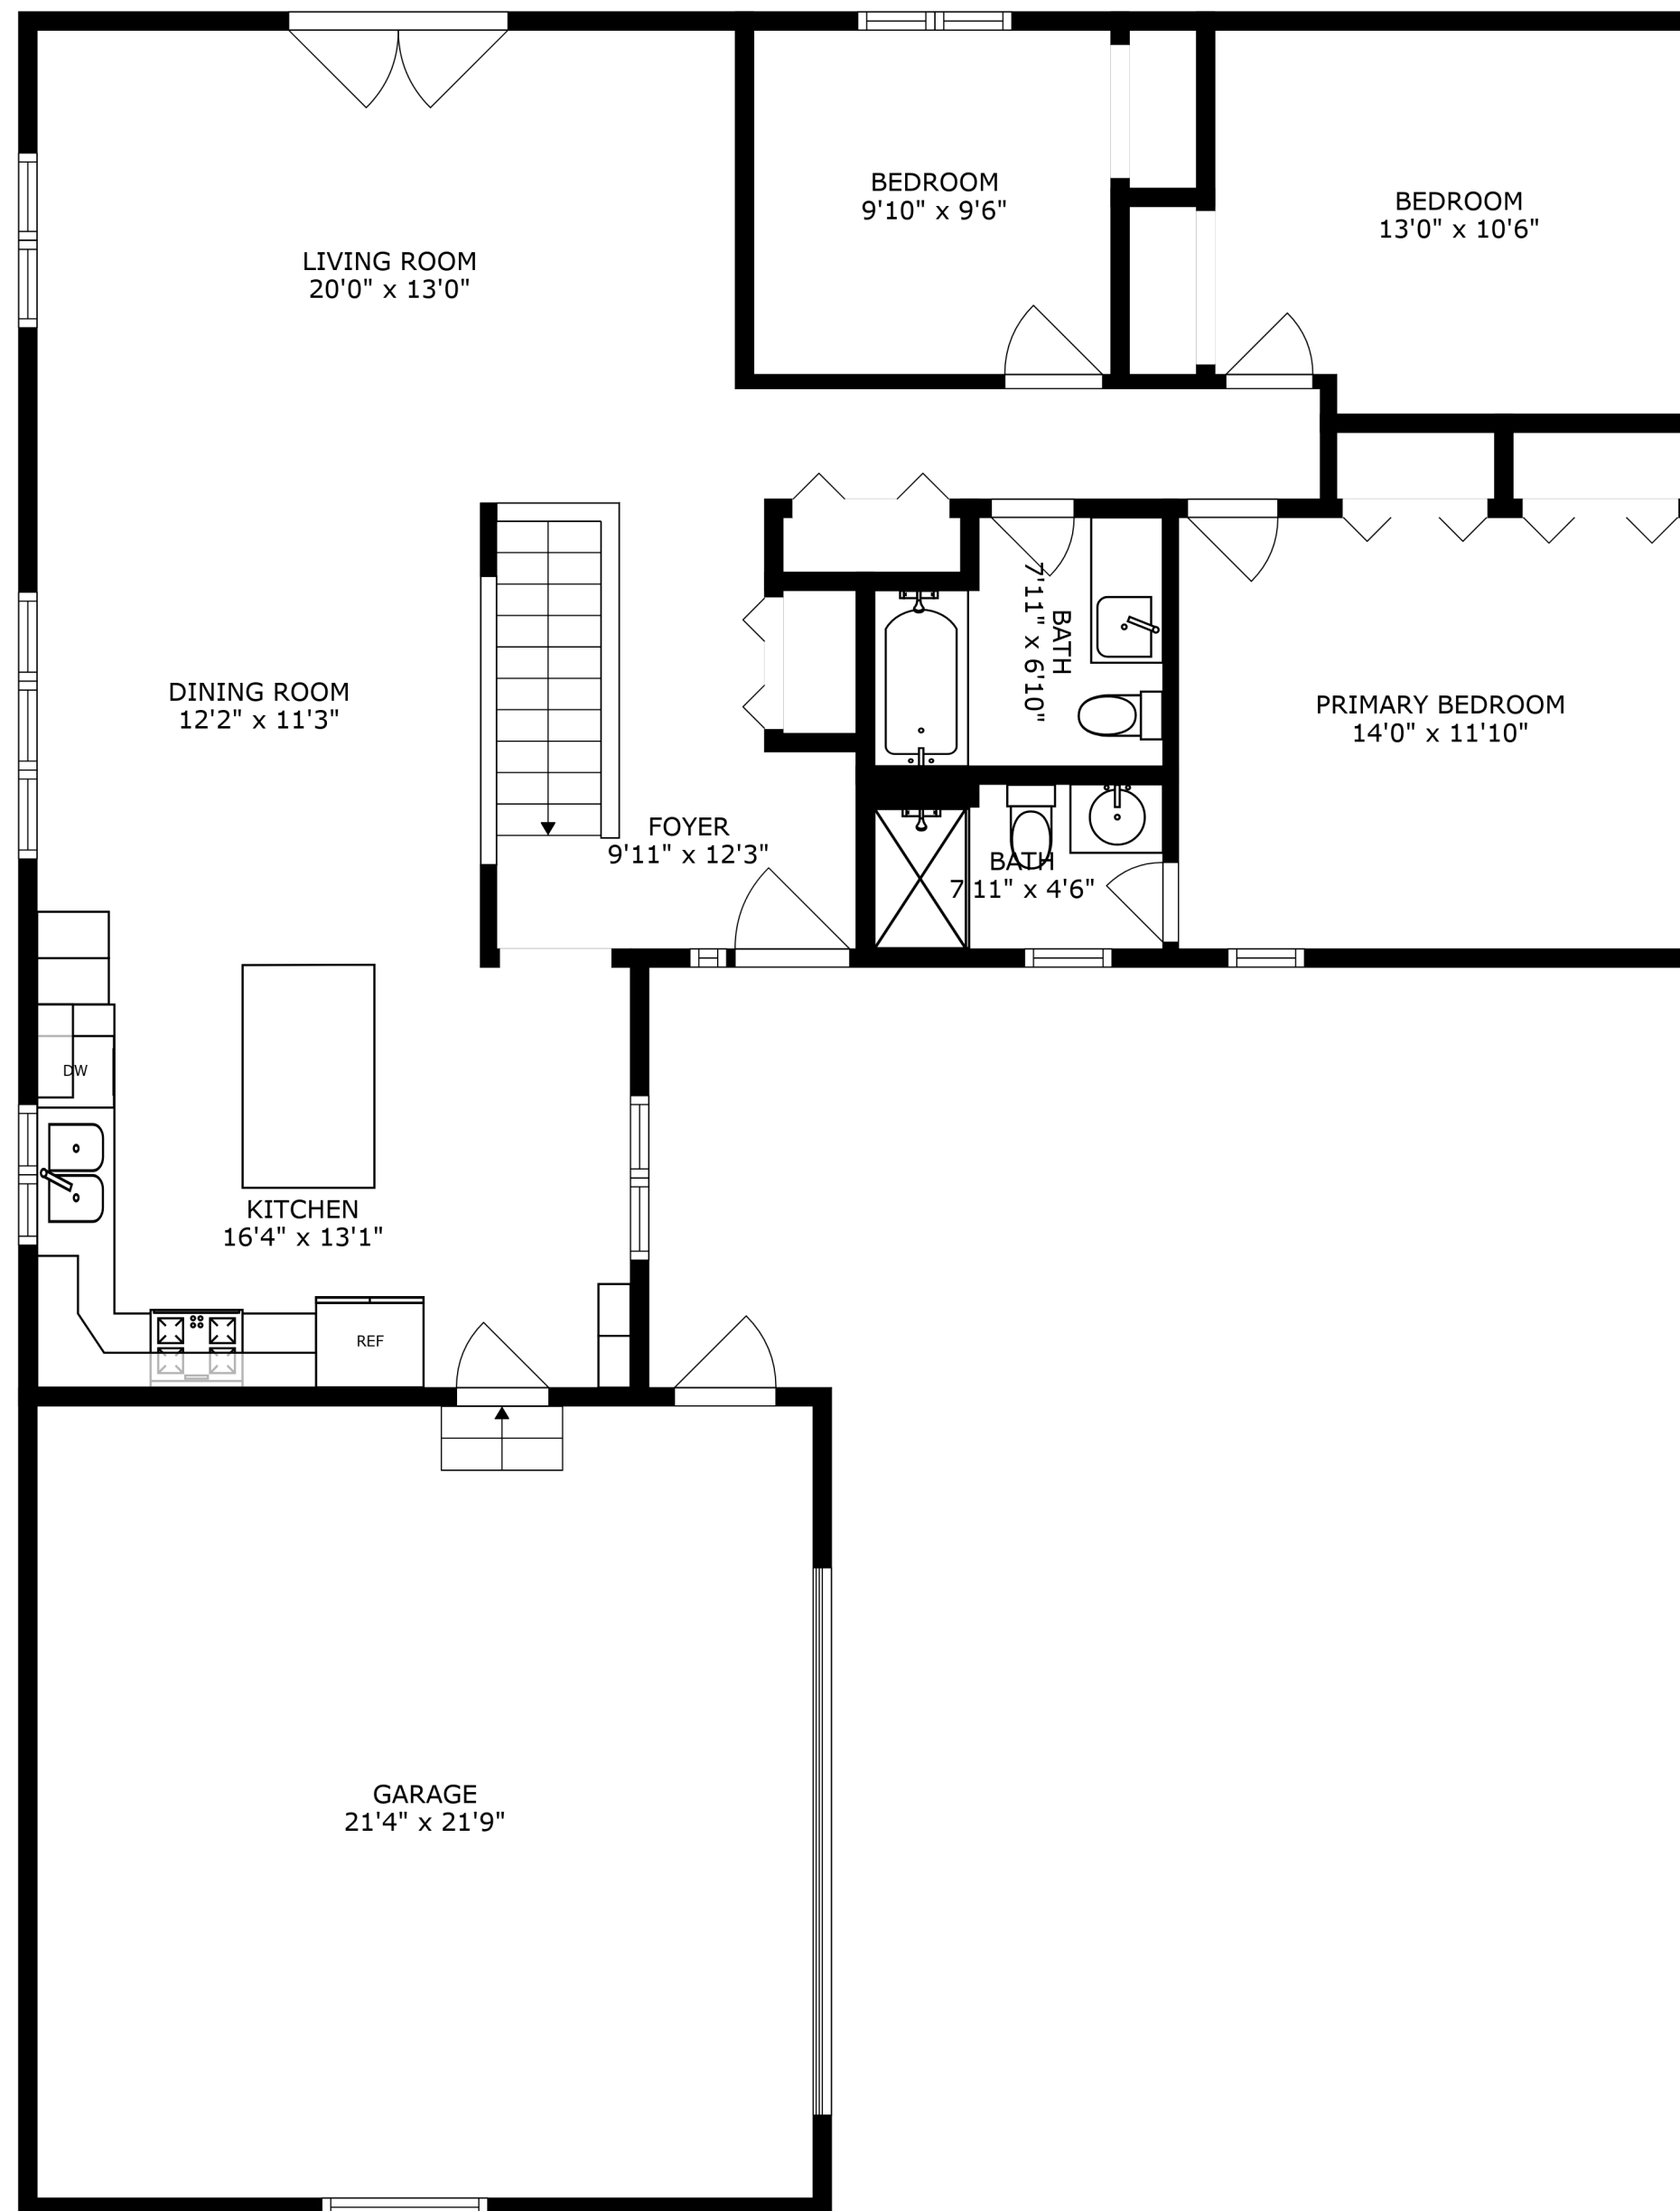 BEDROOM
9'10" x 9'6"
BEDROOM
13'0" x 10'6"
LIVING ROOM
20'0" x 13'0"
BATH
7'11" x 6'10"
DINING ROOM
12'2" x 11'3"
PRIMARY BEDROOM
14'0" x 11'10"
FOYER
9'11" x 12'3"
BATH
7'11" x 4'6"
DW
KITCHEN
16'4" x 13'1"
REF
GARAGE
21'4" x 21'9"